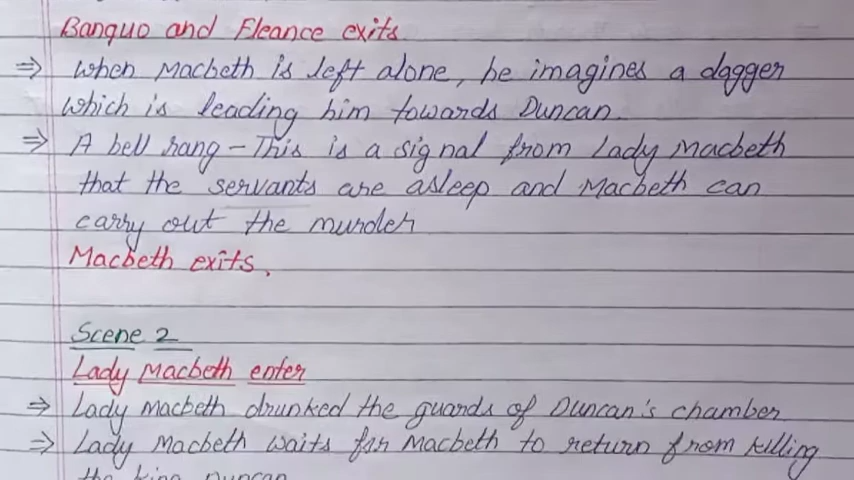 Banquo and Fleance exits
⇒ When Macbeth is left alone, he imagines a dagger
which is leading him towards Duncan.
⇒ A bell rang - This is a signal from Lady Macbeth
that the servants are asleep and Macbeth can
carry out the murder
Macbeth exits.
Scene 2
Lady Macbeth enter
⇒ Lady Macbeth drunked the guards of Duncan's chamber
⇒ Lady Macbeth waits for Macbeth to return from killing
the king Duncan